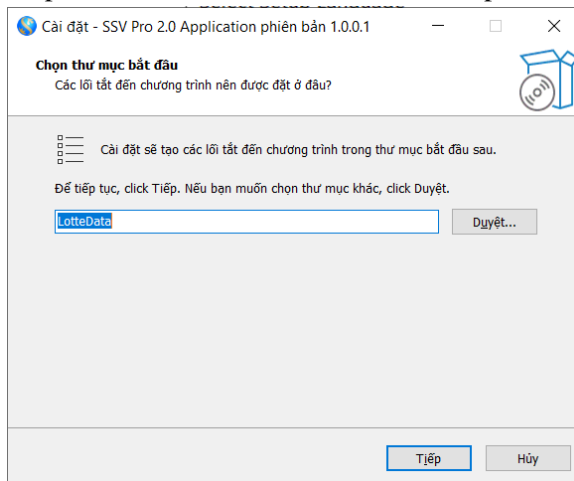 Select Setup Language
Cài đặt - SSV Pro 2.0 Application phiên bản 1.0.0.1
Chọn thư mục bắt đầu
Các lối tắt đến chương trình nên được đặt ở đâu?
Cài đặt sẽ tạo các lối tắt đến chương trình trong thư mục bắt đầu sau.
Để tiếp tục, click Tiếp. Nếu bạn muốn chọn thư mục khác, click Duyệt.
LotteData
Duyệt...
Tiếp
Hủy